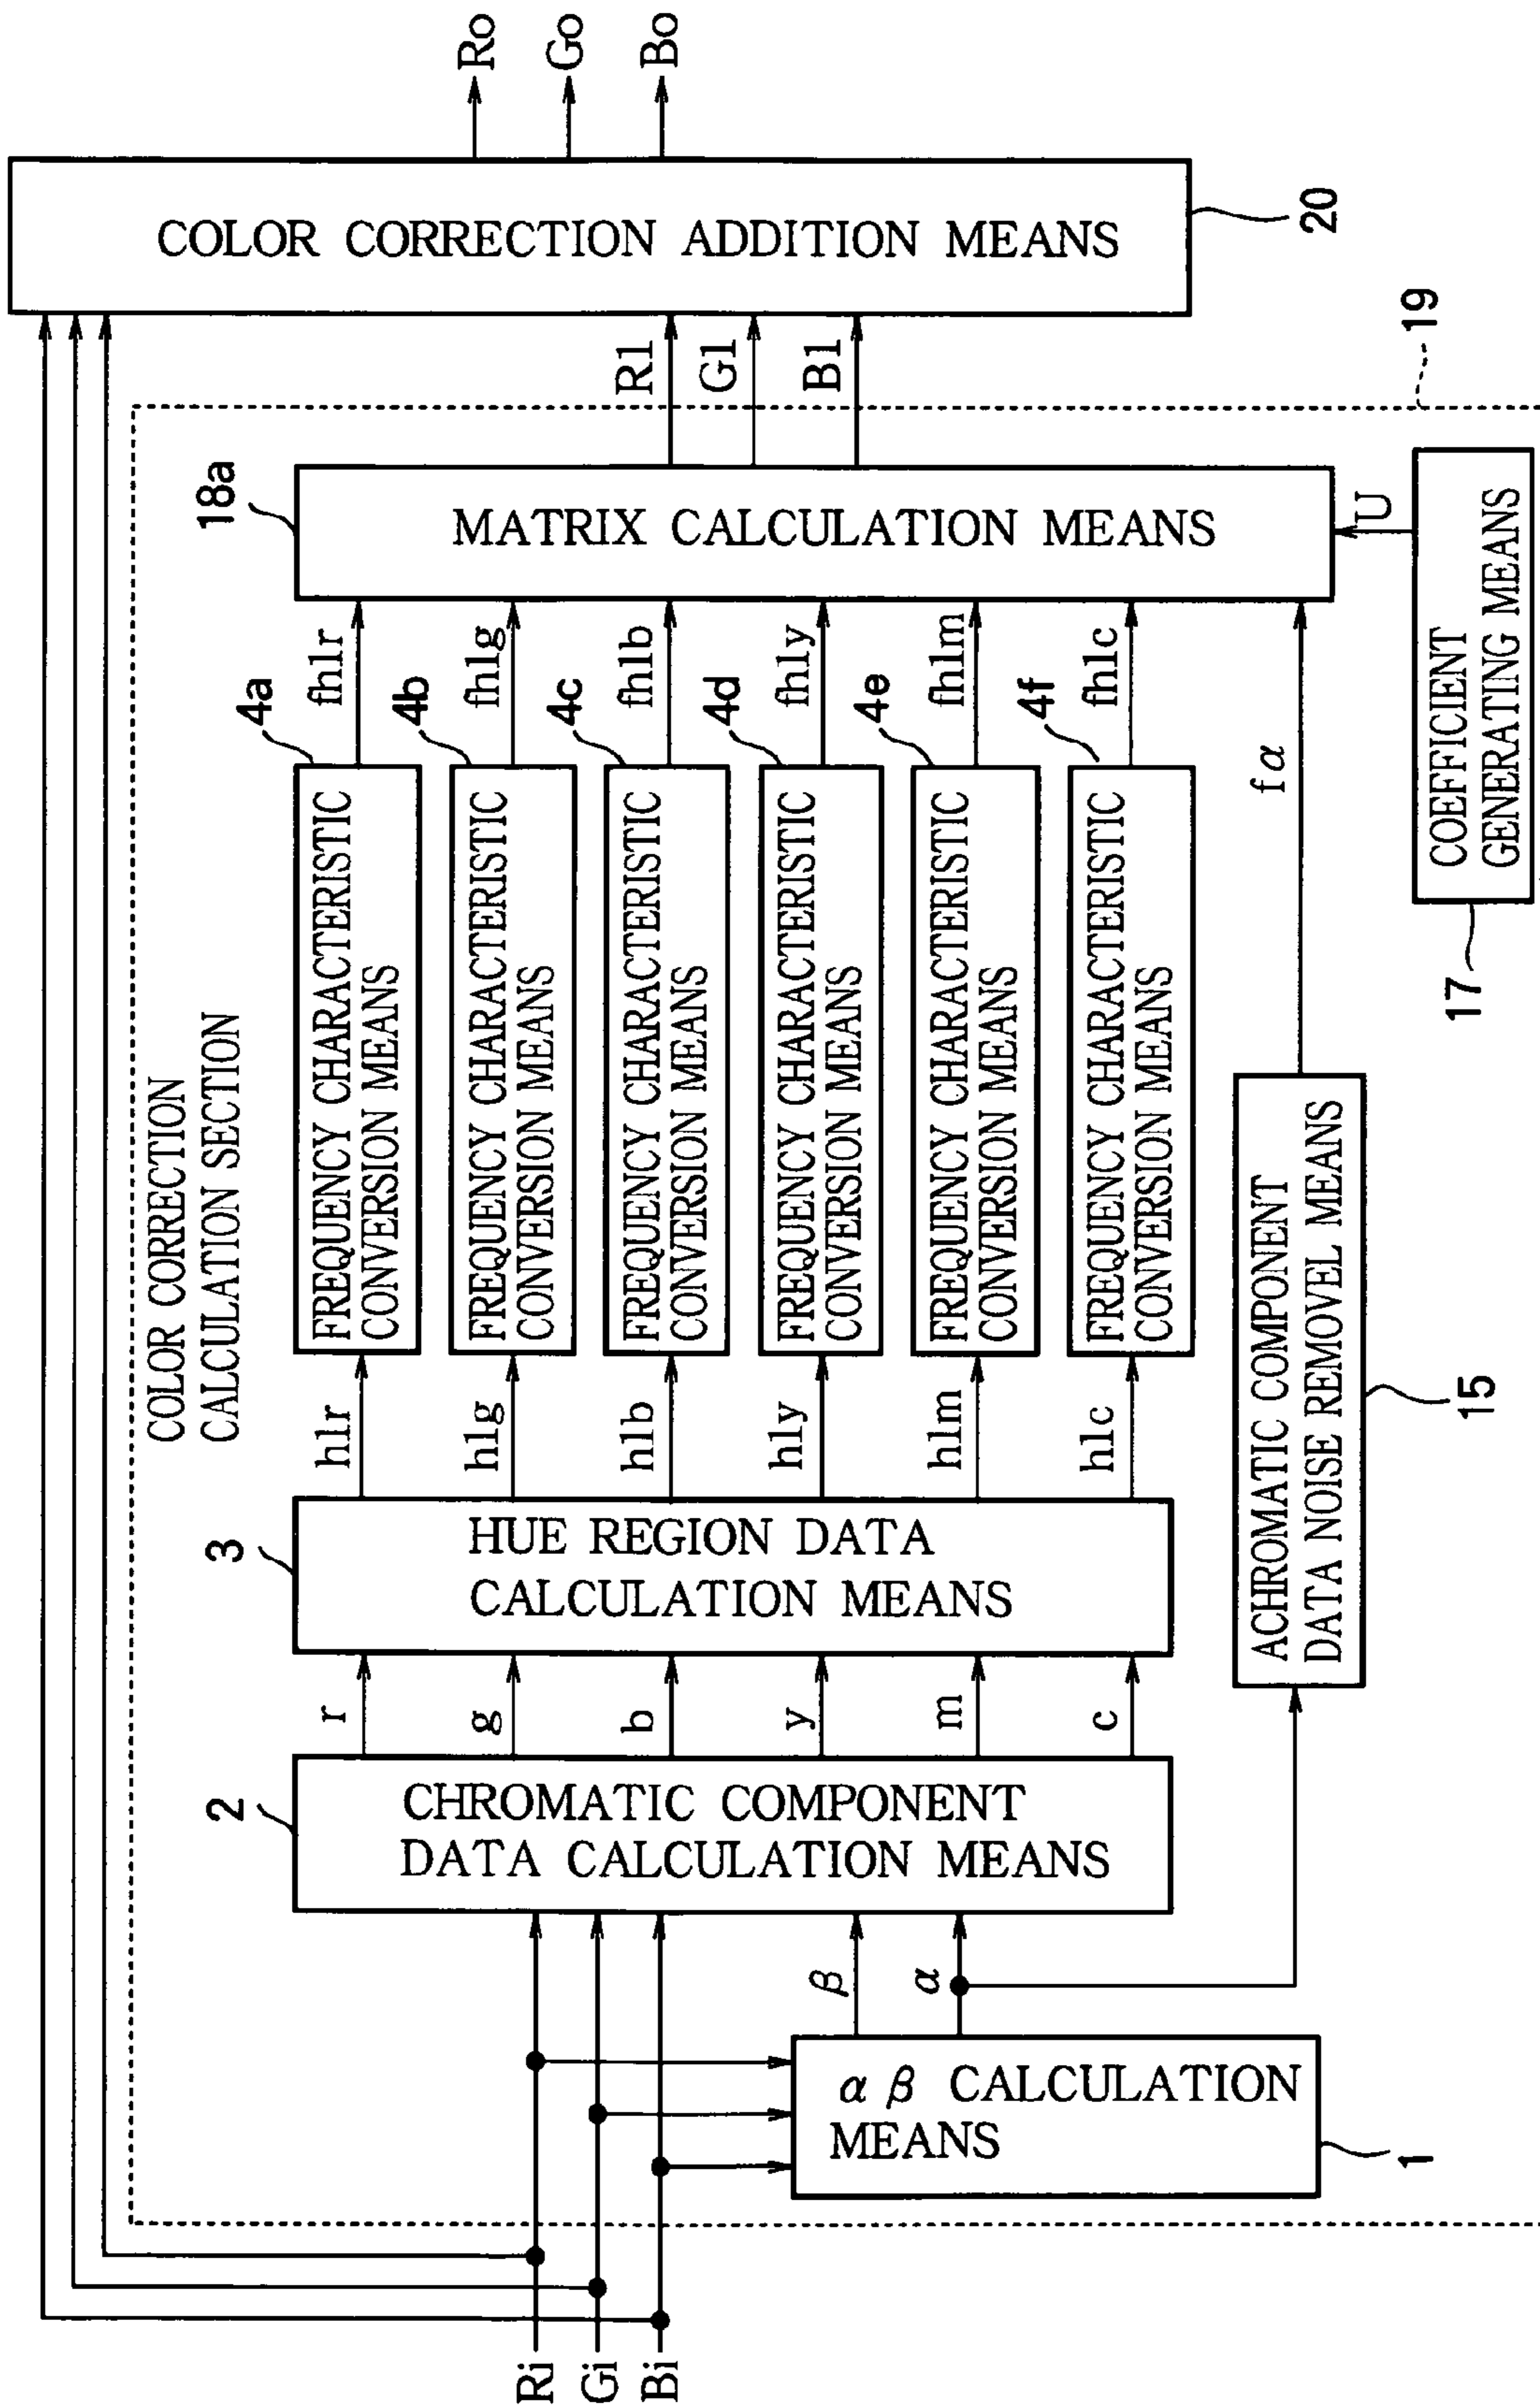 COLOR CORRECTION
CALCULATION SECTION
Ri
Gi
Bi
α β CALCULATION
MEANS
1
β
α
2
CHROMATIC COMPONENT
DATA CALCULATION MEANS
r
g
b
y
m
c
3
HUE REGION DATA
CALCULATION MEANS
h1r
h1g
h1b
h1y
h1m
h1c
FREQUENCY CHARACTERISTIC
CONVERSION MEANS
4a
FREQUENCY CHARACTERISTIC
CONVERSION MEANS
4b
FREQUENCY CHARACTERISTIC
CONVERSION MEANS
4c
FREQUENCY CHARACTERISTIC
CONVERSION MEANS
4d
FREQUENCY CHARACTERISTIC
CONVERSION MEANS
4e
FREQUENCY CHARACTERISTIC
CONVERSION MEANS
4f
fh1r
fh1g
fh1b
fh1y
fh1m
fh1c
ACHROMATIC COMPONENT
DATA NOISE REMOVEL MEANS
15
fα
COEFFICIENT
GENERATING MEANS
17
U
18a
MATRIX CALCULATION MEANS
R1
G1
B1
19
COLOR CORRECTION ADDITION MEANS
20
Ro
Go
Bo